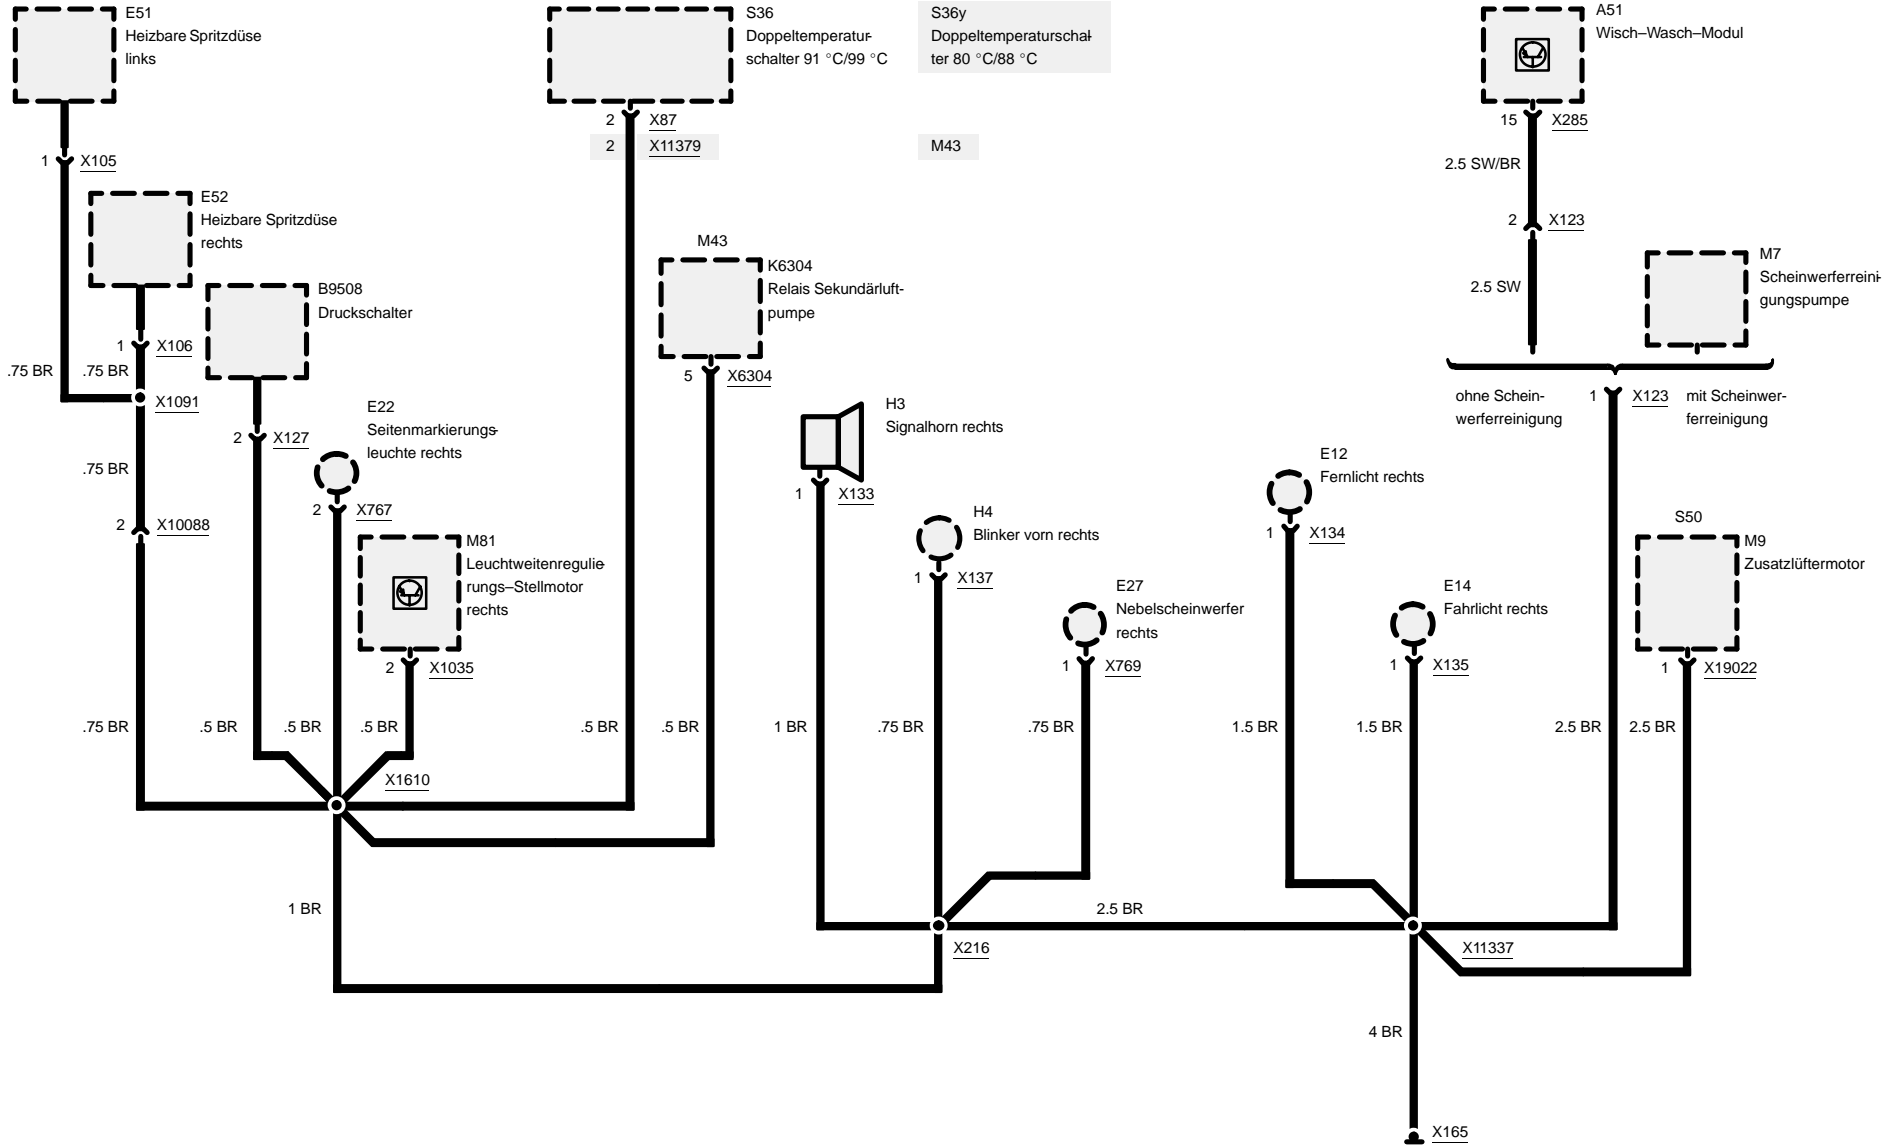 E51
Heizbare Spritzdüse
links
S36
Doppeltemperatur-
schalter 91 °C/99 °C
S36y
Doppeltemperaturschal-
ter 80 °C/88 °C
A51
Wisch–Wasch–Modul
2 X87
2 X11379
M43
15 X285
1 X105
2.5 SW/BR
E52
Heizbare Spritzdüse
rechts
2 X123
M43
K6304
Relais Sekundärluft-
pumpe
M7
Scheinwerferreini-
gungspumpe
2.5 SW
B9508
Druckschalter
1 X106
.75 BR
.75 BR
X1091
5 X6304
ohne Schein-
werferreinigung
1 X123
mit Scheinwer-
ferreinigung
E22
Seitenmarkierungs-
leuchte rechts
H3
Signalhorn rechts
2 X127
.75 BR
E12
Fernlicht rechts
1 X133
2 X767
2 X10088
H4
Blinker vorn rechts
1 X134
S50
M9
Zusatzlüftermotor
M81
Leuchtweitenregulie-
rungs–Stellmotor
rechts
1 X137
E27
Nebelscheinwerfer
rechts
E14
Fahrlicht rechts
2 X1035
1 X769
1 X135
1 X19022
.75 BR
.5 BR
.5 BR
.5 BR
.5 BR
.5 BR
1 BR
.75 BR
.75 BR
1.5 BR
1.5 BR
2.5 BR
2.5 BR
X1610
1 BR
2.5 BR
X216
X11337
4 BR
X165